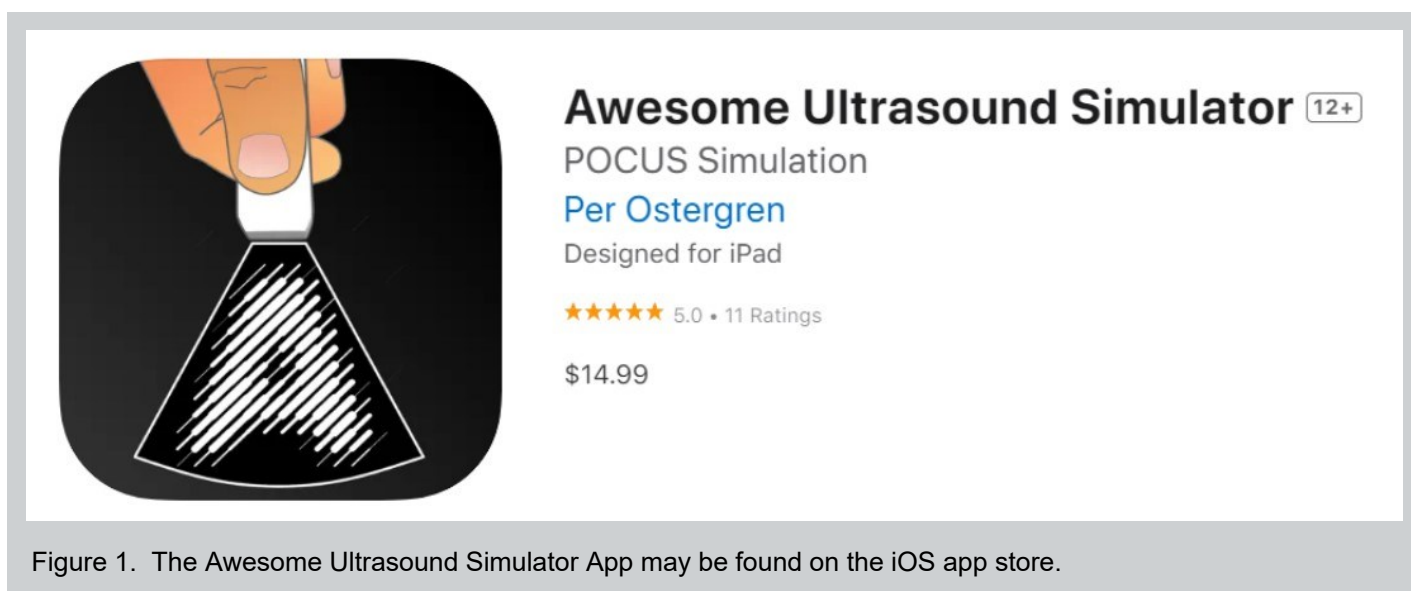 Awesome Ultrasound Simulator 12+
POCUS Simulation
Per Ostergren
Designed for iPad
★★★★★ 5.0 • 11 Ratings
$14.99
Figure 1. The Awesome Ultrasound Simulator App may be found on the iOS app store.